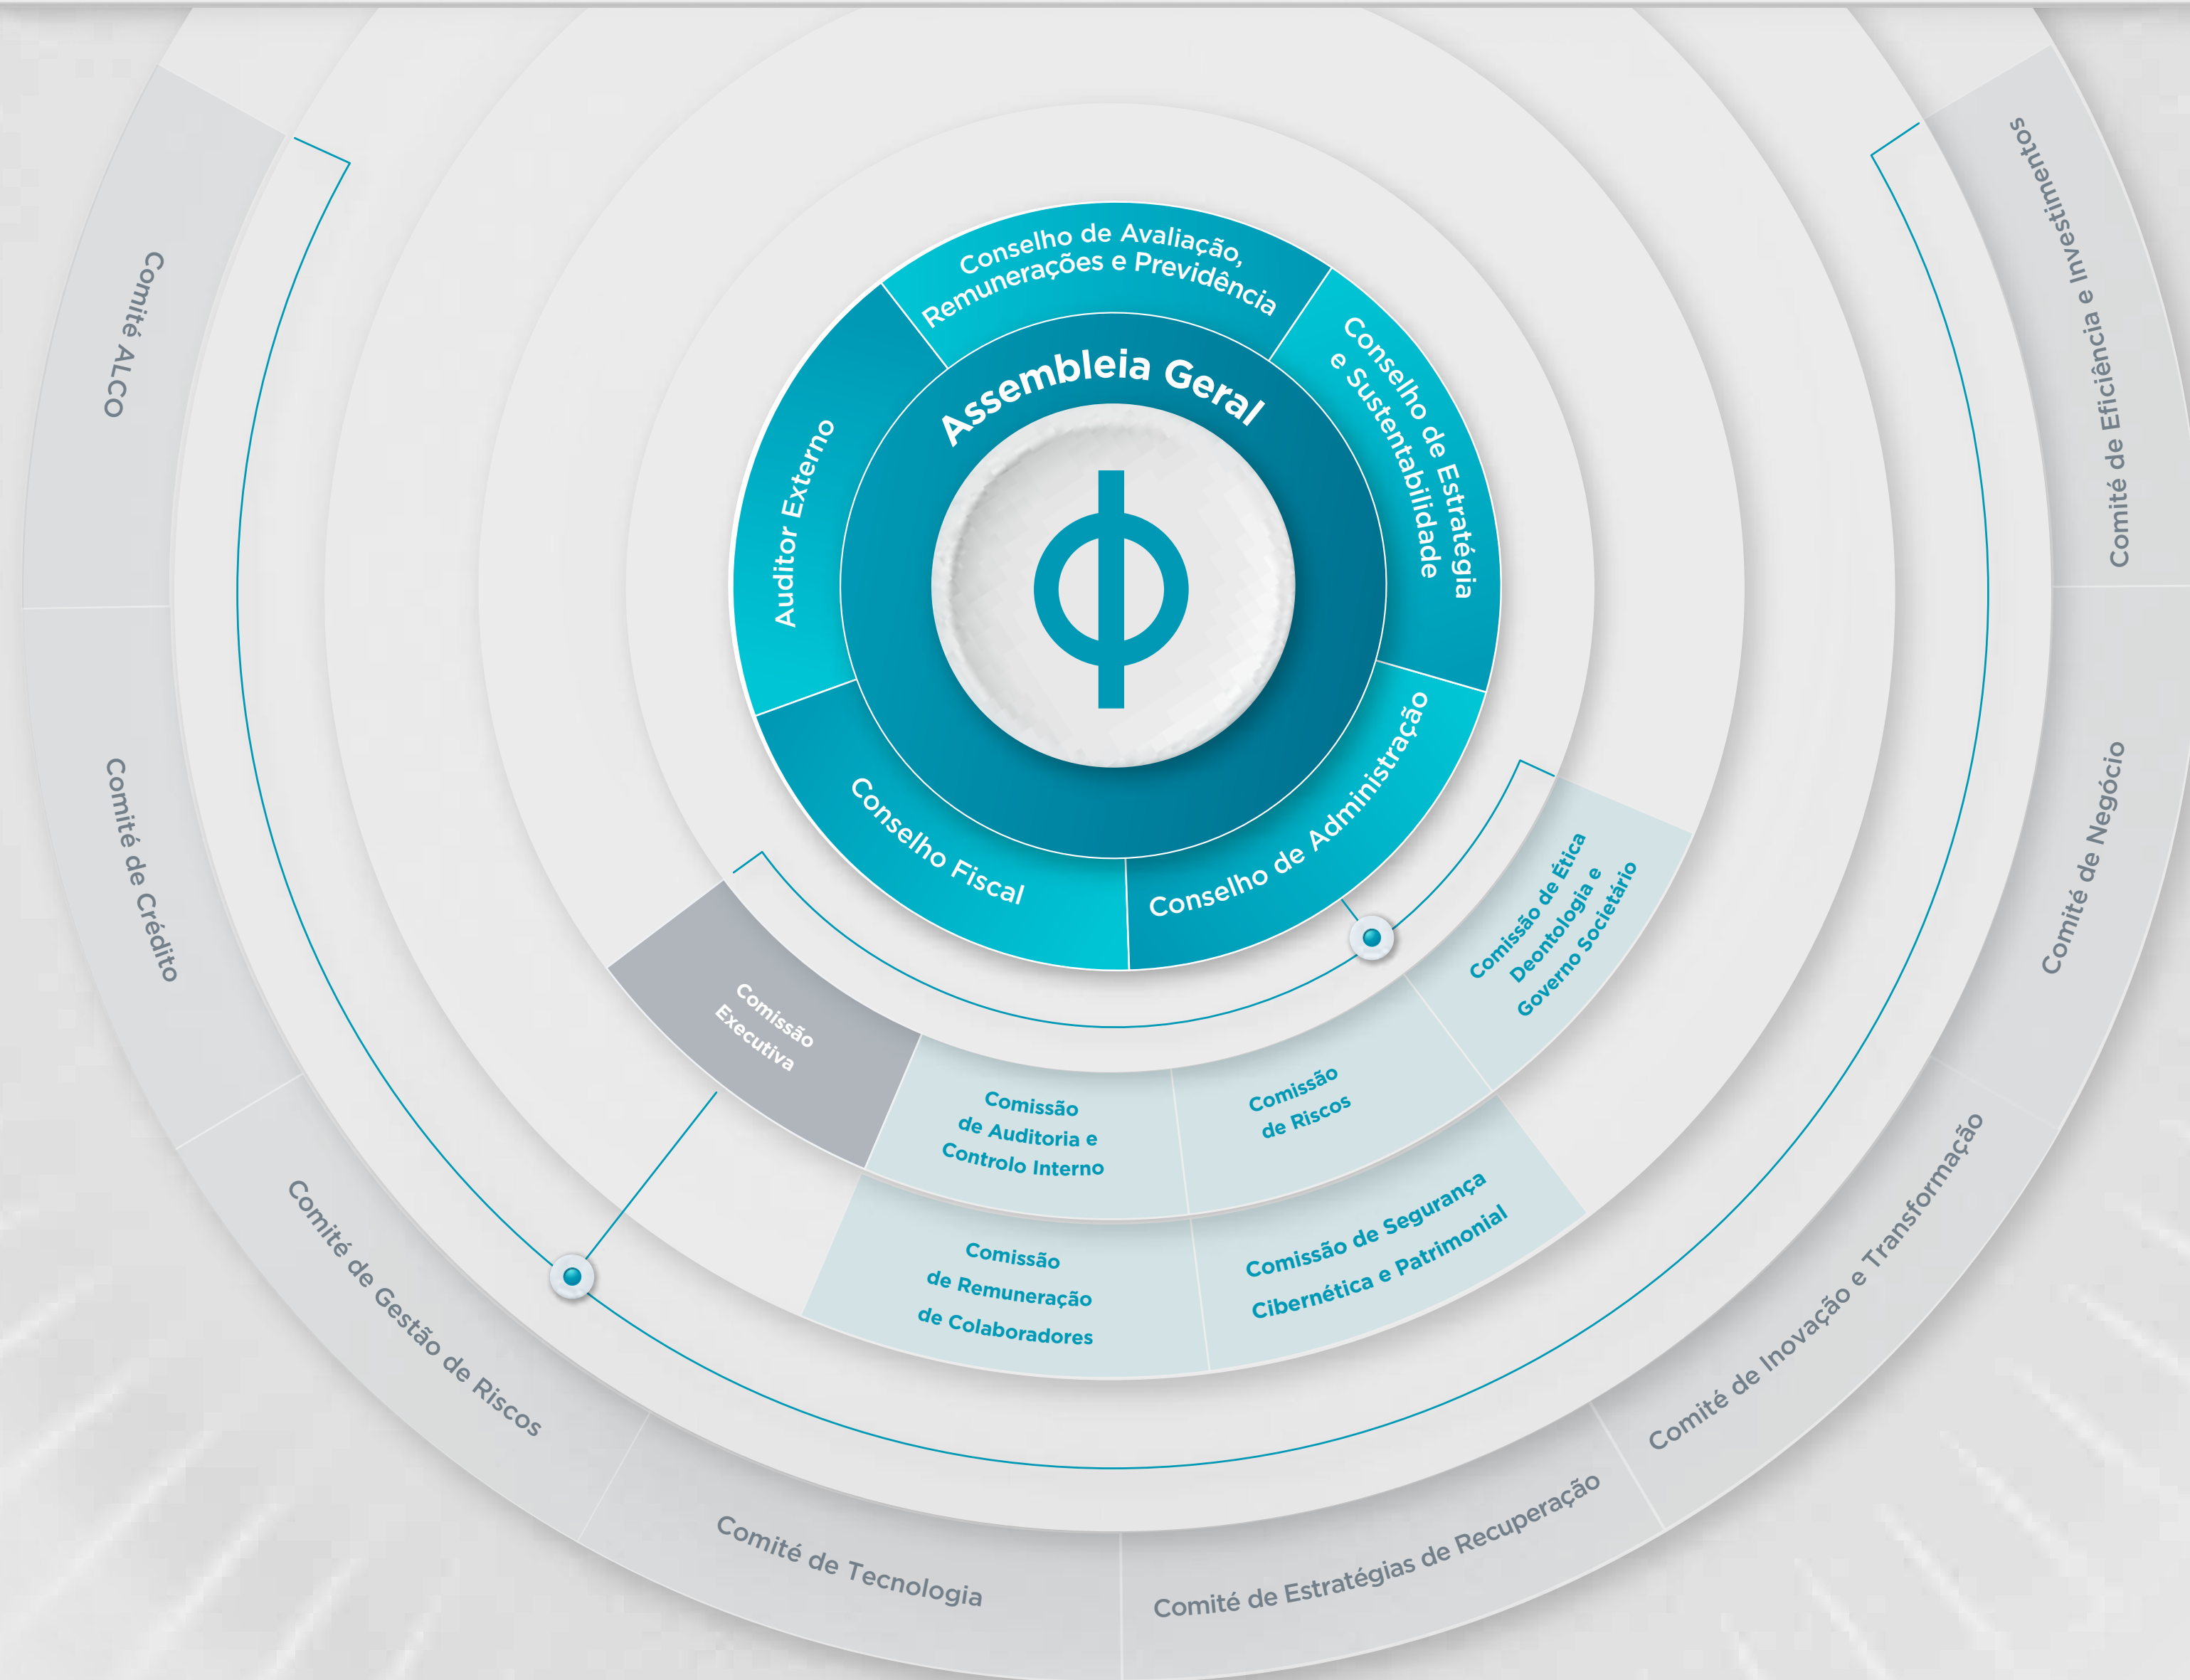 Assembleia Geral
Conselho de Avaliação,
Remunerações e Previdência
Conselho de Estratégia
e Sustentabilidade
Conselho de Administração
Conselho Fiscal
Auditor Externo
Comissão
Executiva
Comissão
de Auditoria e
Controlo Interno
Comissão
de Riscos
Comissão de Ética
Deontologia e
Governo Societário
Comissão
de Remuneração
de Colaboradores
Comissão de Segurança
Cibernética e Patrimonial
Comité ALCO
Comité de Crédito
Comité de Gestão de Riscos
Comité de Tecnologia
Comité de Estratégias de Recuperação
Comité de Inovação e Transformação
Comité de Negócio
Comité de Eficiência e Investimentos